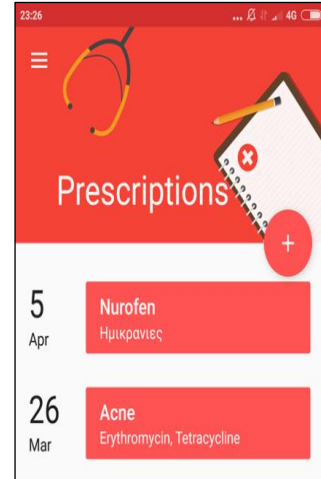 23:26 ... 4G
Prescriptions
+
5
Apr
Nurofen
Ημικρανιες
26
Mar
Acne
Erythromycin, Tetracycline